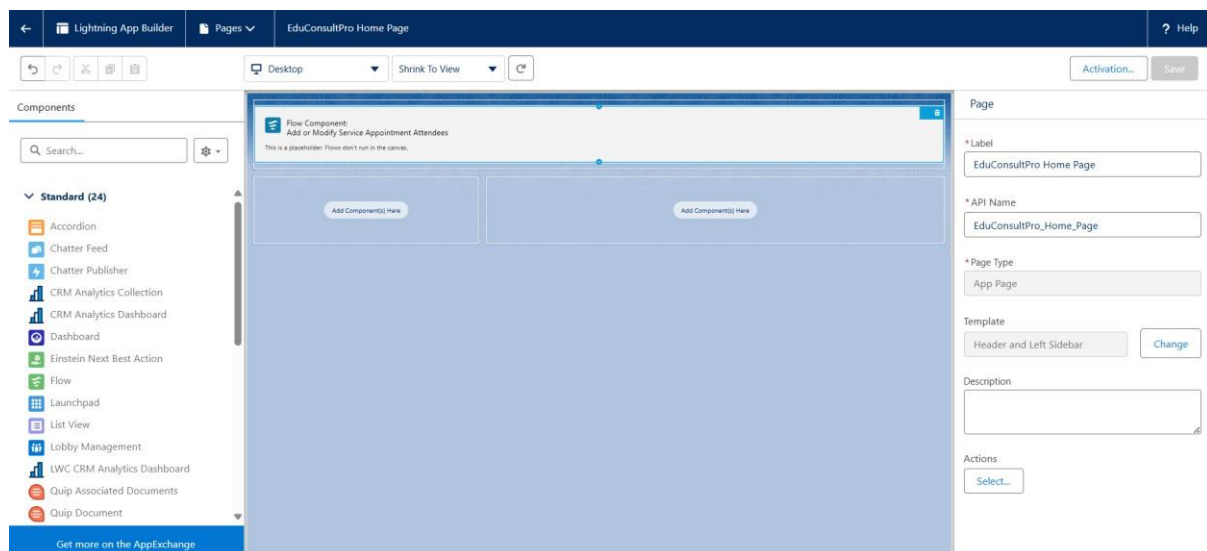 Lightning App Builder
Pages
EduConsultPro Home Page
? Help
Desktop
Shrink To View
Activation...
Save
Components
Search...
Standard (24)
Accordion
Chatter Feed
Chatter Publisher
CRM Analytics Collection
CRM Analytics Dashboard
Dashboard
Einstein Next Best Action
Flow
Launchpad
List View
Lobby Management
LWC CRM Analytics Dashboard
Quip Associated Documents
Quip Document
Get more on the AppExchange
Flow Component:
Add or Modify Service Appointment Attendees
This is a placeholder. Flows don't run in the canvas.
Add Component(s) Here
Add Component(s) Here
Page
*Label
EduConsultPro Home Page
*API Name
EduConsultPro_Home_Page
*Page Type
App Page
Template
Header and Left Sidebar
Change
Description
Actions
Select...